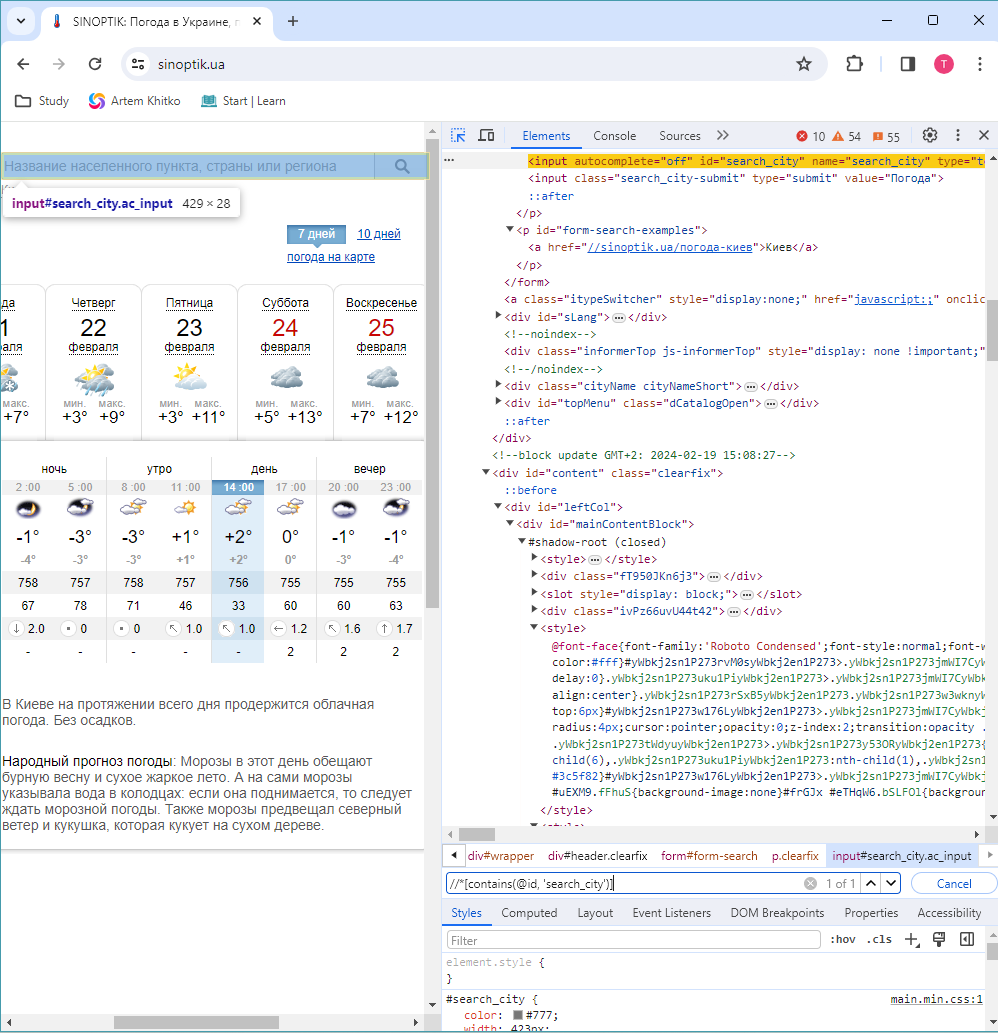 SINOPTIK: Погода в Украине, п
sinoptik.ua
T
Study Artem Khitko Start | Learn
Название населенного пункта, страны или региона
input#search_city.ac_input 429 × 28
7 дней 10 дней
погода на карте
да Четверг Пятница Суббота Воскресенье
1 22 23 24 25
аля февраля февраля февраля февраля
макс. мин. макс. мин. макс. мин. макс. мин. макс.
+7° +3° +9° +3° +11° +5° +13° +7° +12°
ночь утро день вечер
2 :00 5 :00 8 :00 11 :00 14 :00 17 :00 20 :00 23 :00
-1° -3° -3° +1° +2° 0° -1° -1°
-4° -3° -3° +1° +2° 0° -3° -4°
758 757 758 757 756 755 755 755
67 78 71 46 33 60 60 63
2.0 0 0 1.0 1.0 1.2 1.6 1.7
- - - - - 2 2 2
В Киеве на протяжении всего дня продержится облачная
погода. Без осадков.
Народный прогноз погоды: Морозы в этот день обещают
бурную весну и сухое жаркое лето. А на сами морозы
указывала вода в колодцах: если она поднимается, то следует
ждать морозной погоды. Также морозы предвещал северный
ветер и кукушка, которая кукует на сухом дереве.
Elements Console Sources 10 54 55
<input autocomplete="off" id="search_city" name="search_city" type="te
<input class="search_city-submit" type="submit" value="Погода">
::after
</p>
<p id="form-search-examples">
<a href="//sinoptik.ua/погода-киев">Киев</a>
</p>
</form>
<a class="itypeSwitcher" style="display:none;" href="javascript:;" onclic
<div id="sLang"> </div>
<!--noindex-->
<div class="informerTop js-informerTop" style="display: none !important;"
<!--/noindex-->
<div class="cityName cityNameShort"> </div>
<div id="topMenu" class="dCatalogOpen"> </div>
::after
</div>
<!--block update GMT+2: 2024-02-19 15:08:27-->
<div id="content" class="clearfix">
::before
<div id="leftCol">
<div id="mainContentBlock">
#shadow-root (closed)
<style> </style>
<div class="fT950JKn6j3"> </div>
<slot style="display: block;"> </slot>
<div class="ivPz66uvU44t42"> </div>
<style>
@font-face{font-family:'Roboto Condensed';font-style:normal;font-w
color:#fff}#yWbkj2sn1P273rvM0syWbkj2en1P273>.yWbkj2sn1P273jmWI7CyW
delay:0}.yWbkj2sn1P273uku1PiyWbkj2en1P273>.yWbkj2sn1P273jmWI7CyWbk
align:center}.yWbkj2sn1P273rSxB5yWbkj2en1P273.yWbkj2sn1P273w3wknyW
top:6px}#yWbkj2sn1P273w176LyWbkj2en1P273>.yWbkj2sn1P273jmWI7CyWbkj
radius:4px;cursor:pointer;opacity:0;z-index:2;transition:opacity .
.yWbkj2sn1P273tWdyuyWbkj2en1P273>.yWbkj2sn1P273y53ORyWbkj2en1P273{
child(6),.yWbkj2sn1P273uku1PiyWbkj2en1P273:nth-child(1),.yWbkj2sn1
#3c5f82}#yWbkj2sn1P273w176LyWbkj2en1P273>.yWbkj2sn1P273jmWI7CyWbkj
#uEXM9.fFhuS{background-image:none}#frGJx #eTHqW6.bSLFOl{backgroun
</style>
div#wrapper div#header.clearfix form#form-search p.clearfix input#search_city.ac_input
//*[contains(@id, 'search_city')] 1 of 1 Cancel
Styles Computed Layout Event Listeners DOM Breakpoints Properties Accessibility
Filter :hov .cls
element.style {
}
#search_city { main.min.css:1
color: #777;
width: 423px;